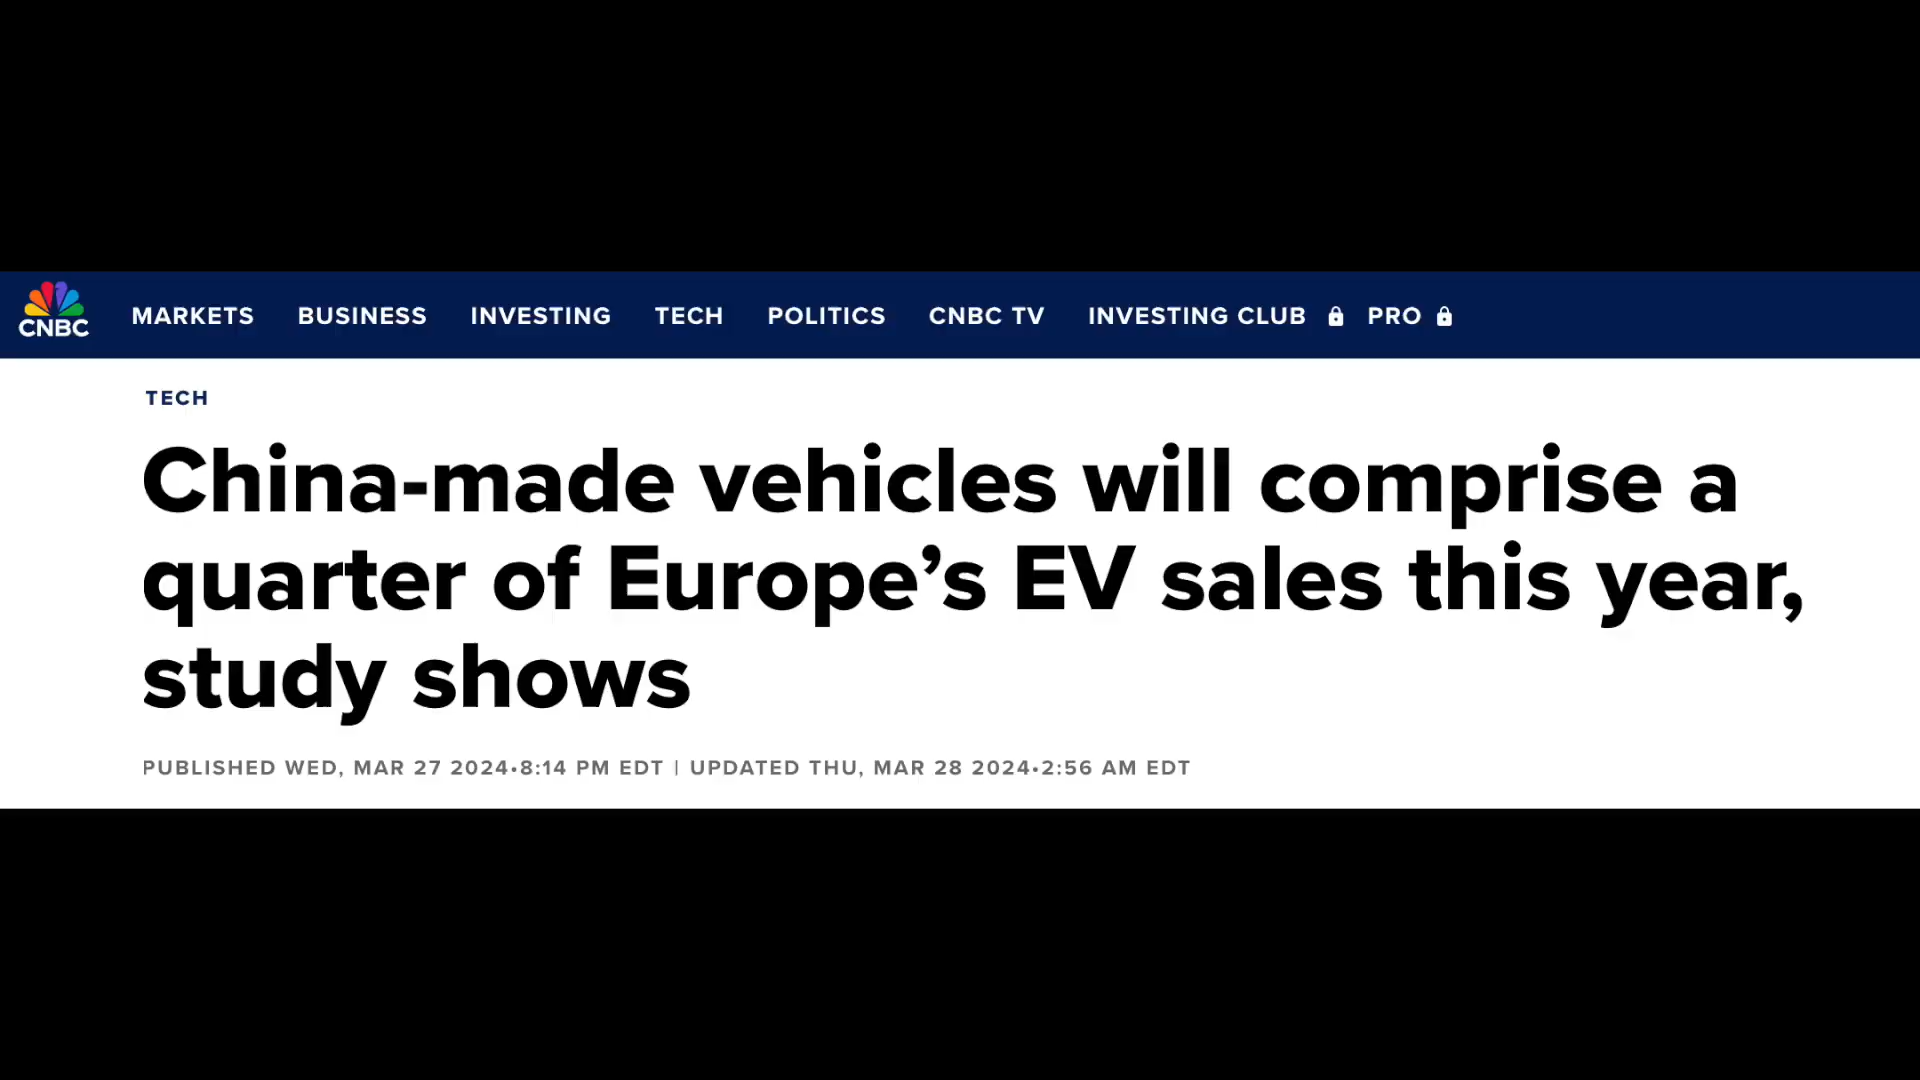 CNBC MARKETS BUSINESS INVESTING TECH POLITICS CNBC TV INVESTING CLUB PRO
TECH
China-made vehicles will comprise a
quarter of Europe’s EV sales this year,
study shows
PUBLISHED WED, MAR 27 2024•8:14 PM EDT | UPDATED THU, MAR 28 2024•2:56 AM EDT